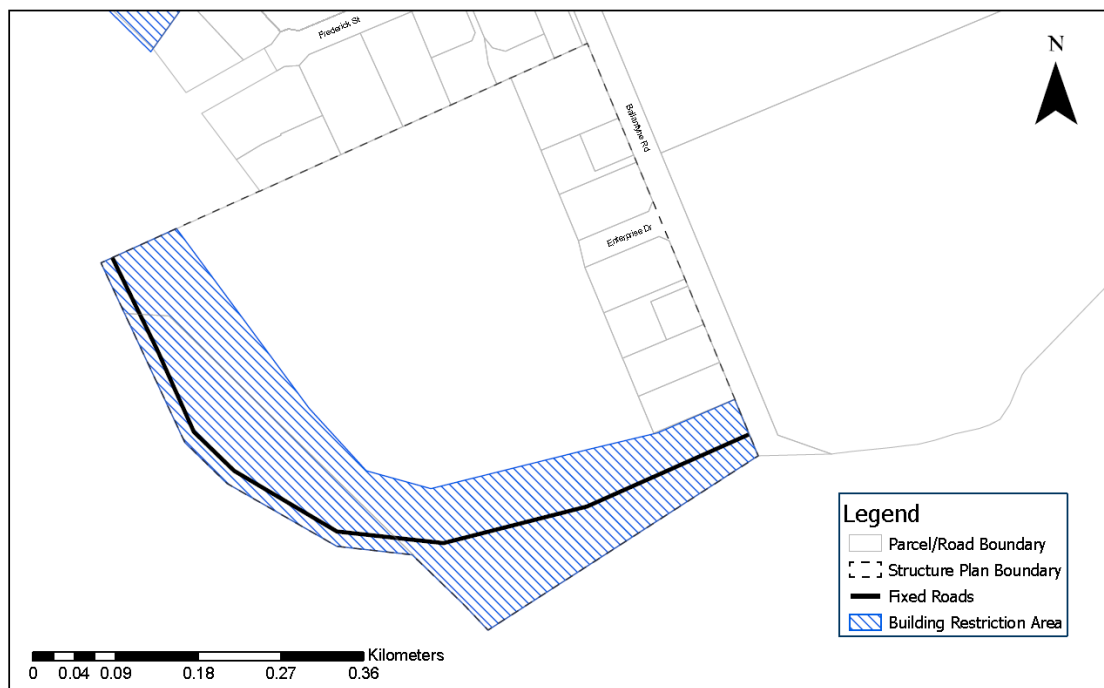 Frederick St
N
Ballantyne Rd
Enterprise Dr
Legend
Parcel/Road Boundary
Structure Plan Boundary
Fixed Roads
Building Restriction Area
Kilometers
0 0.04 0.09 0.18 0.27 0.36